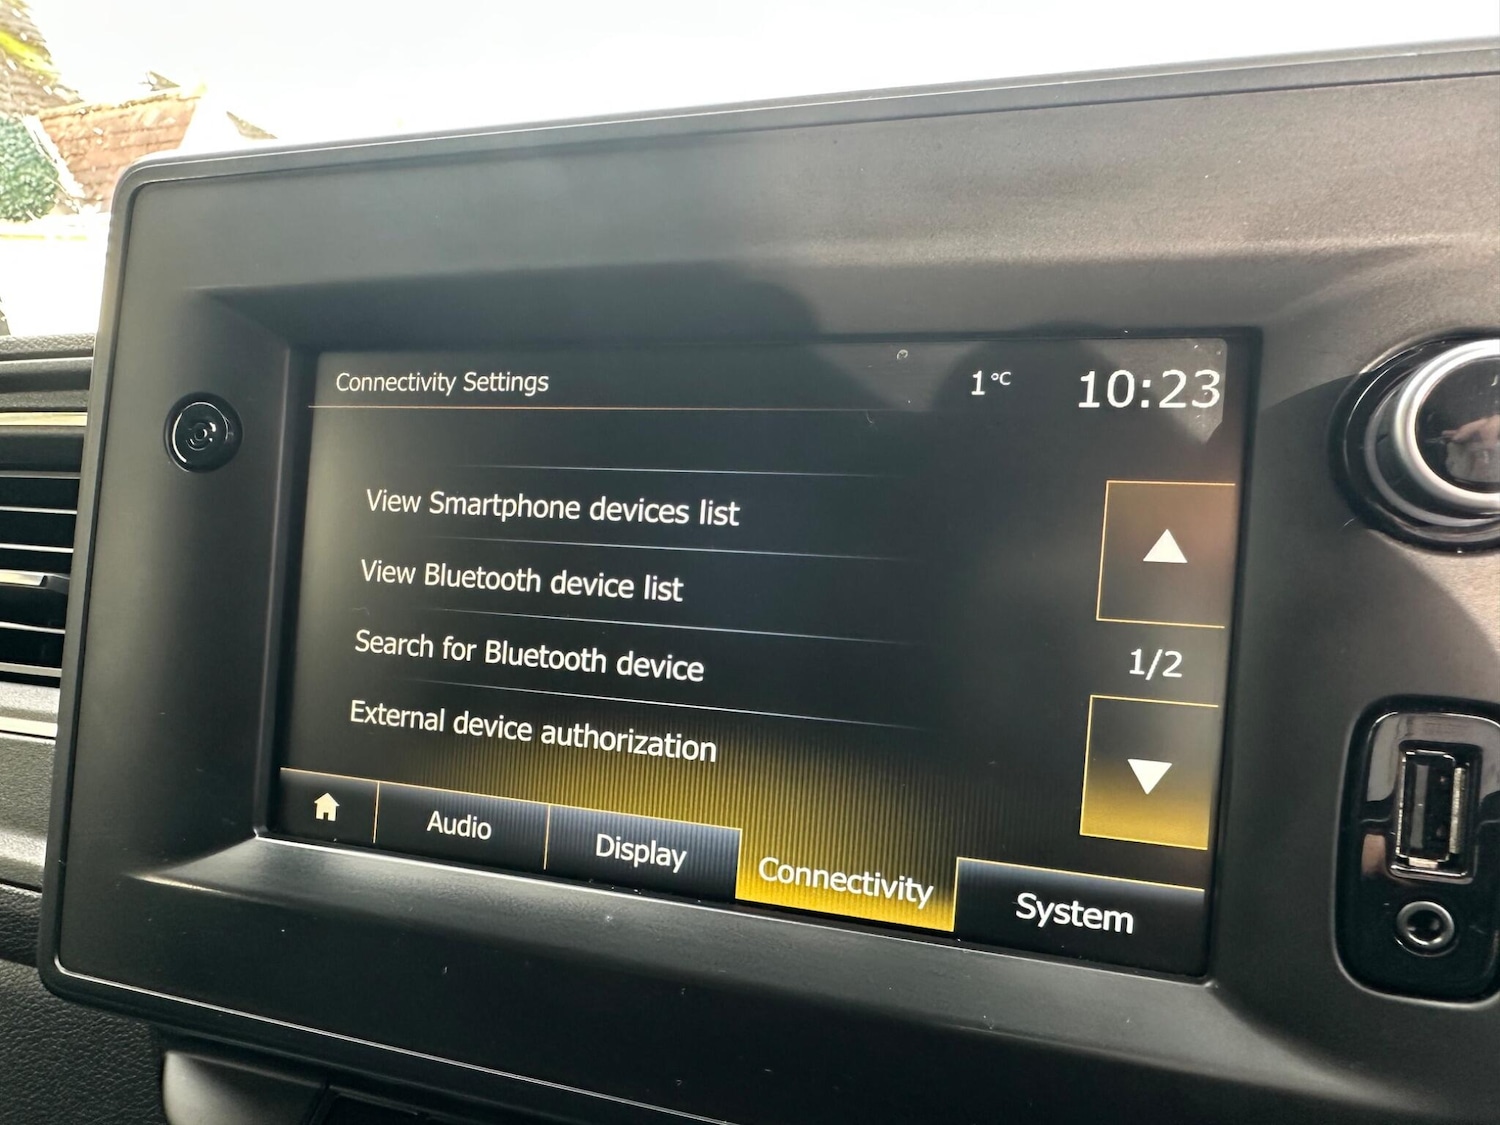 Connectivity Settings 1°C 10:23
View Smartphone devices list
View Bluetooth device list
Search for Bluetooth device
1/2
External device authorization
Audio Display Connectivity System